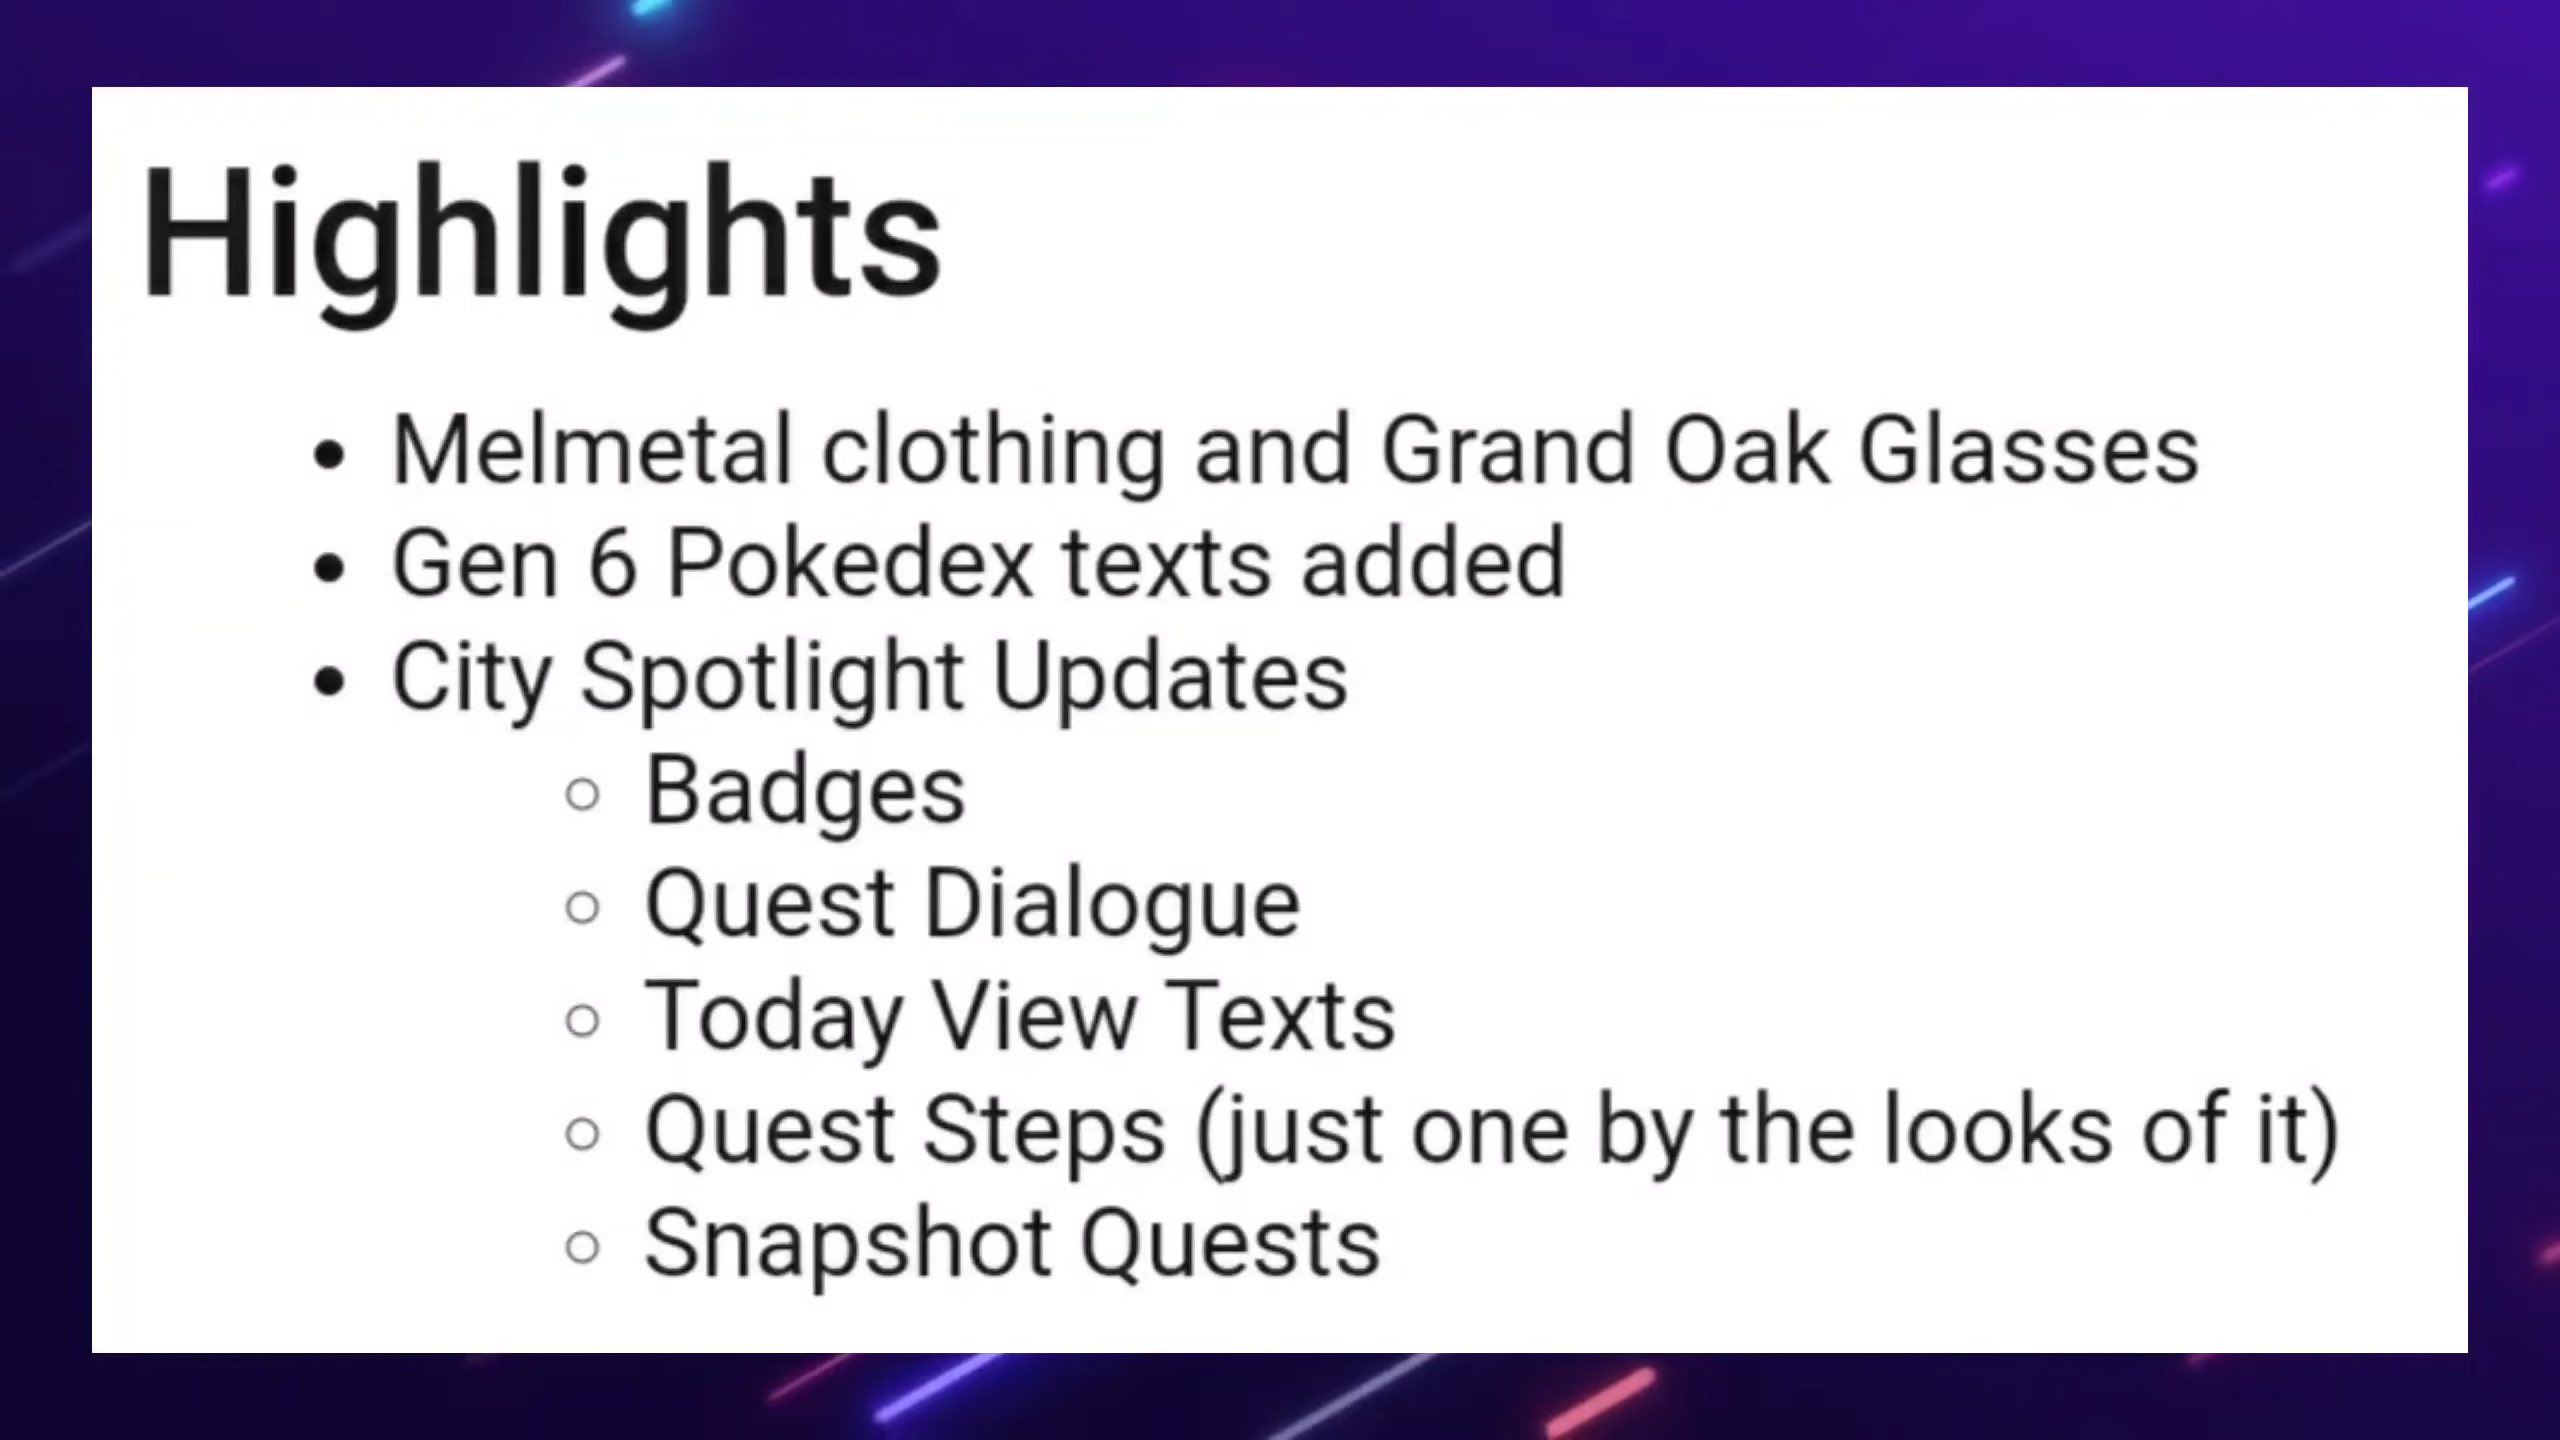 Highlights
• Melmetal clothing and Grand Oak Glasses
• Gen 6 Pokedex texts added
• City Spotlight Updates
○ Badges
○ Quest Dialogue
○ Today View Texts
○ Quest Steps (just one by the looks of it)
○ Snapshot Quests